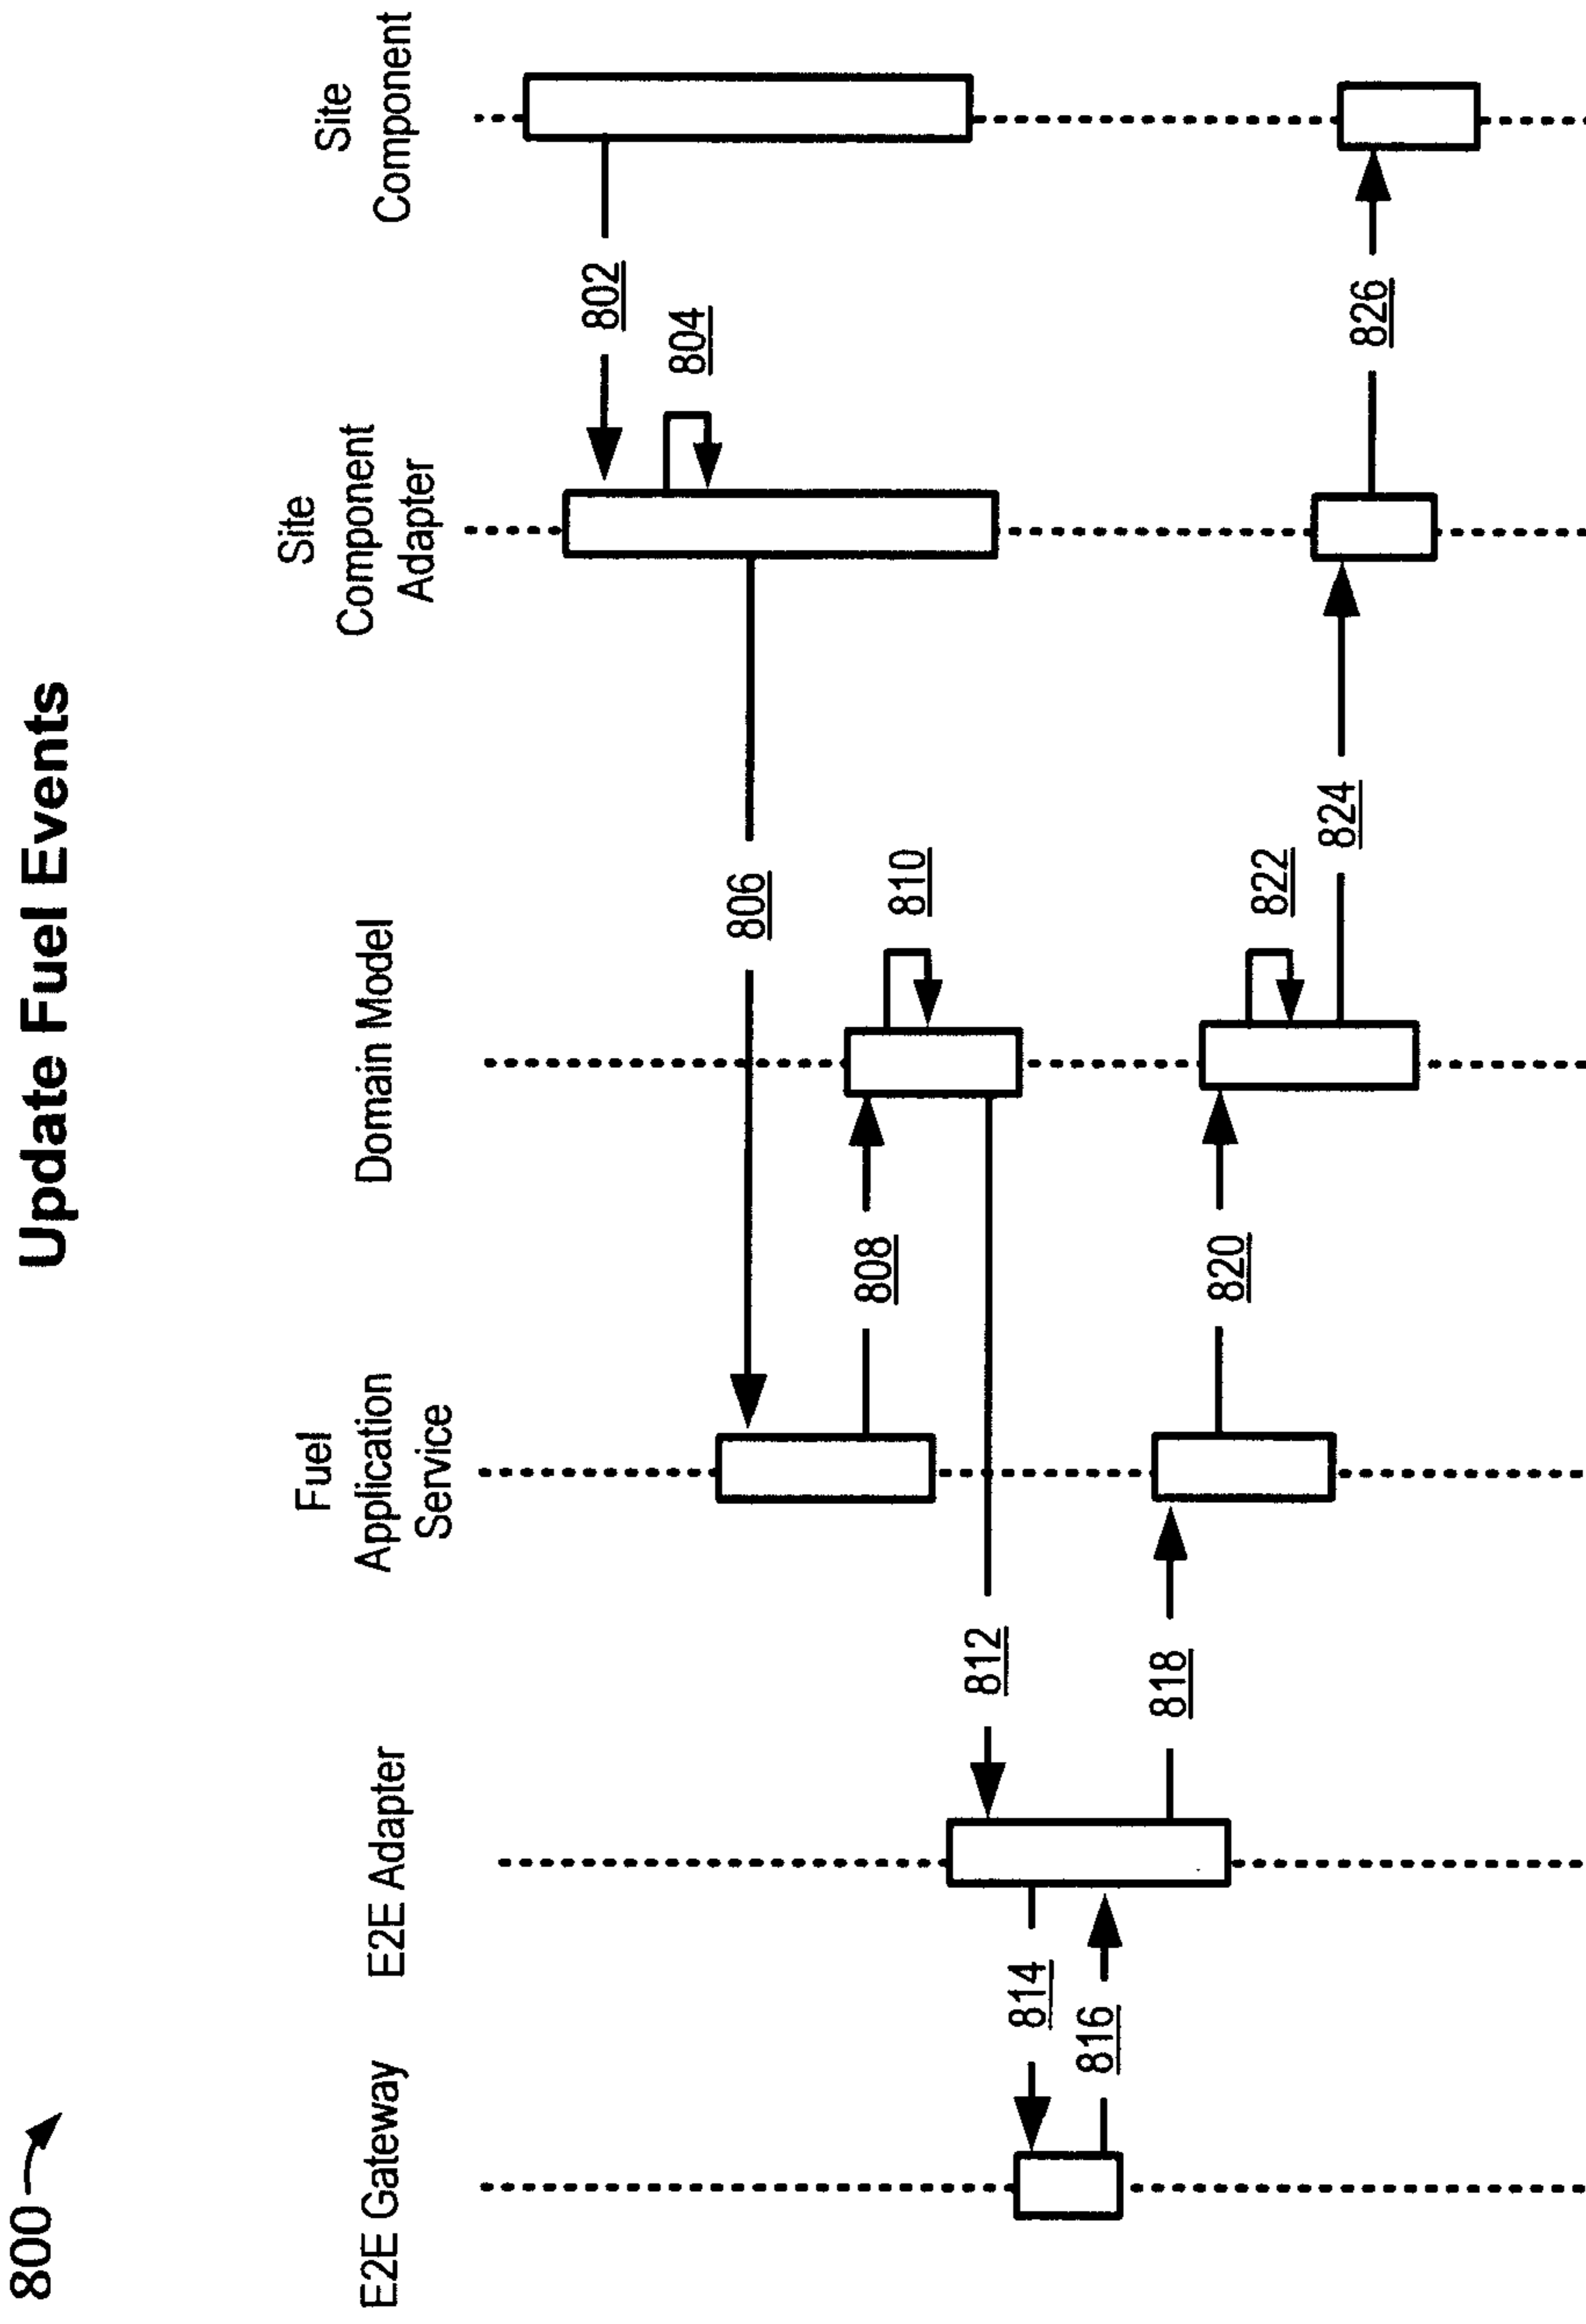 800
Update Fuel Events
E2E Gateway
E2E Adapter
Fuel
Application
Service
Domain Model
Site
Component
Adapter
Site
Component
802
804
806
808
810
812
814
816
818
820
822
824
826